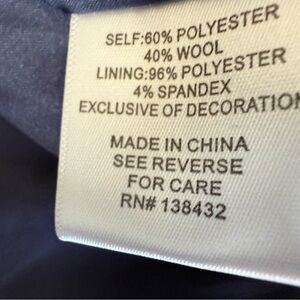 SELF:60% POLYESTER
40% WOOL
LINING:96% POLYESTER
4% SPANDEX
EXCLUSIVE OF DECORATION
MADE IN CHINA
SEE REVERSE
FOR CARE
RN# 138432